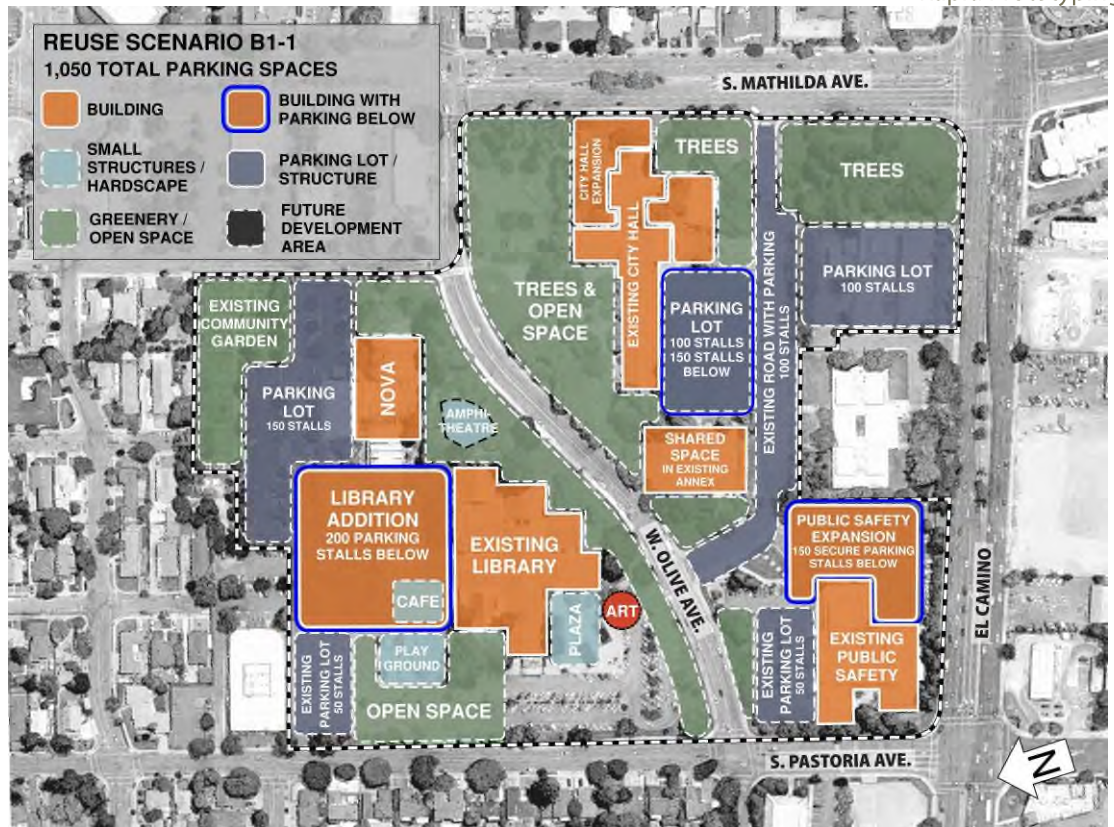 REUSE SCENARIO B1-1
1,050 TOTAL PARKING SPACES
BUILDING
BUILDING WITH
PARKING BELOW
SMALL
STRUCTURES /
HARDSCAPE
PARKING LOT /
STRUCTURE
GREENERY /
OPEN SPACE
FUTURE
DEVELOPMENT
AREA
S. MATHILDA AVE.
CITY HALL
EXPANSION
TREES
TREES
EXISTING CITY HALL
TREES &
OPEN
SPACE
PARKING
LOT
100 STALLS
150 STALLS
BELOW
EXISTING ROAD WITH PARKING
100 STALLS
PARKING LOT
100 STALLS
EXISTING
COMMUNITY
GARDEN
PARKING
LOT
150 STALLS
NOVA
AMPHI-
THEATRE
SHARED
SPACE
IN EXISTING
ANNEX
LIBRARY
ADDITION
200 PARKING
STALLS BELOW
CAFE
EXISTING
LIBRARY
PLAZA
ART
W. OLIVE AVE.
PUBLIC SAFETY
EXPANSION
150 SECURE PARKING
STALLS BELOW
EL CAMINO
EXISTING
PARKING LOT
50 STALLS
PLAY
GROUND
OPEN SPACE
EXISTING
PARKING LOT
50 STALLS
EXISTING
PUBLIC
SAFETY
S. PASTORIA AVE.
N